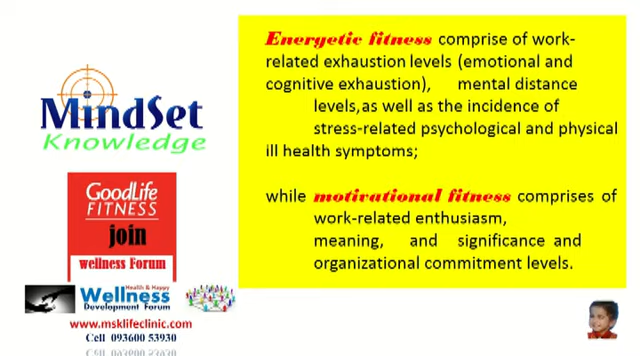 MindSet
Knowledge
GOODLIFE
FITNESS
join
wellness Forum
Health & Happy
Wellness
Development Forum
www.msklifeclinic.com
Cell 093600 53930
Energetic fitness comprise of work-
related exhaustion levels (emotional and
cognitive exhaustion), mental distance
levels,as well as the incidence of
stress-related psychological and physical
ill health symptoms;
while motivational fitness comprises of
work-related enthusiasm,
meaning, and significance and
organizational commitment levels.